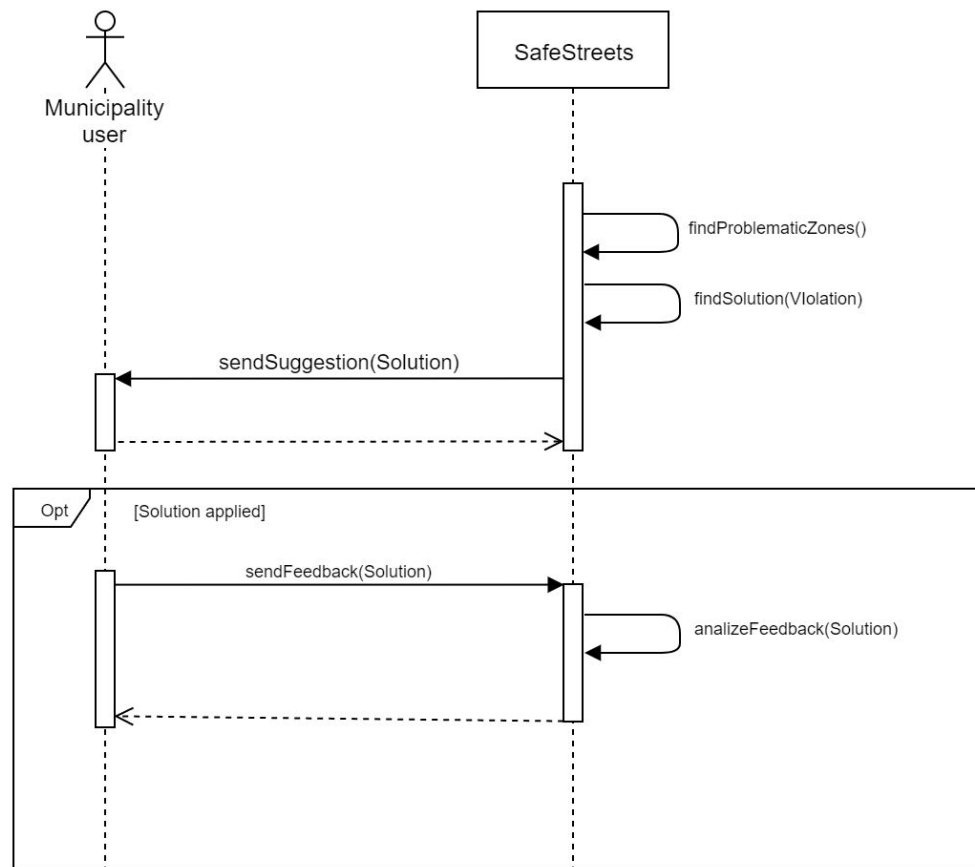 Municipality
user
SafeStreets
findProblematicZones()
findSolution(VIolation)
sendSuggestion(Solution)
Opt
[Solution applied]
sendFeedback(Solution)
analizeFeedback(Solution)